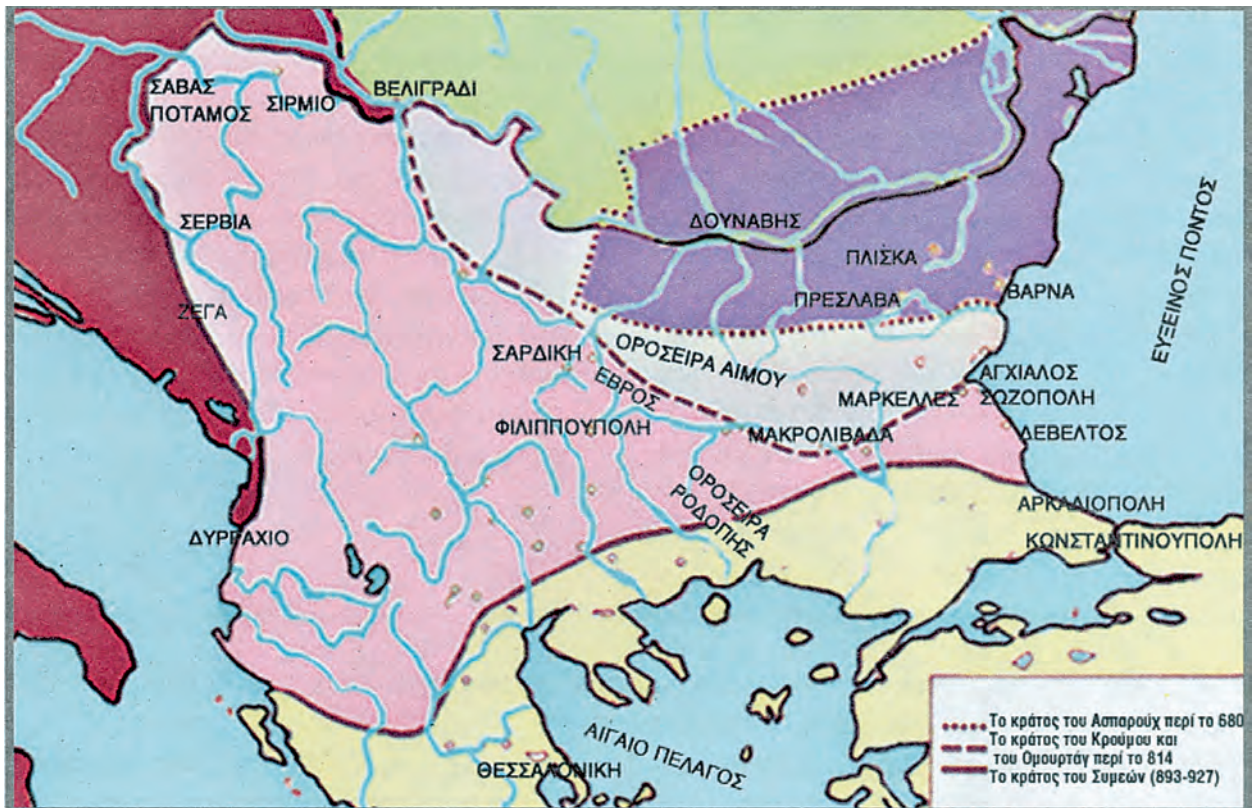 ΣΑΒΑΣ
ΠΟΤΑΜΟΣ
ΣΙΡΜΙΟ
ΒΕΛΙΓΡΑΔΙ
ΣΕΡΒΙΑ
ΖΕΓΑ
ΔΟΥΝΑΒΗΣ
ΠΛΙΣΚΑ
ΠΡΕΣΛΑΒΑ
ΒΑΡΝΑ
ΕΥΞΕΙΝΟΣ ΠΟΝΤΟΣ
ΟΡΟΣΕΙΡΑ ΑΙΜΟΥ
ΣΑΡΔΙΚΗ
ΕΒΡΟΣ
ΑΓΧΙΑΛΟΣ
ΜΑΡΚΕΛΛΕΣ
ΣΩΖΟΠΟΛΗ
ΦΙΛΙΠΠΟΥΠΟΛΗ
ΜΑΚΡΟΛΙΒΑΔΑ
ΔΕΒΕΛΤΟΣ
ΟΡΟΣΕΙΡΑ
ΡΟΔΟΠΗΣ
ΔΥΡΡΑΧΙΟ
ΑΡΚΑΔΙΟΠΟΛΗ
ΚΩΝΣΤΑΝΤΙΝΟΥΠΟΛΗ
ΑΙΓΑΙΟ ΠΕΛΑΓΟΣ
ΘΕΣΣΑΛΟΝΙΚΗ
Το κράτος του Ασπαρούχ περί το 680
Το κράτος του Κρούμου και
του Ομουρτάγ περί το 814
Το κράτος του Συμεών (893-927)